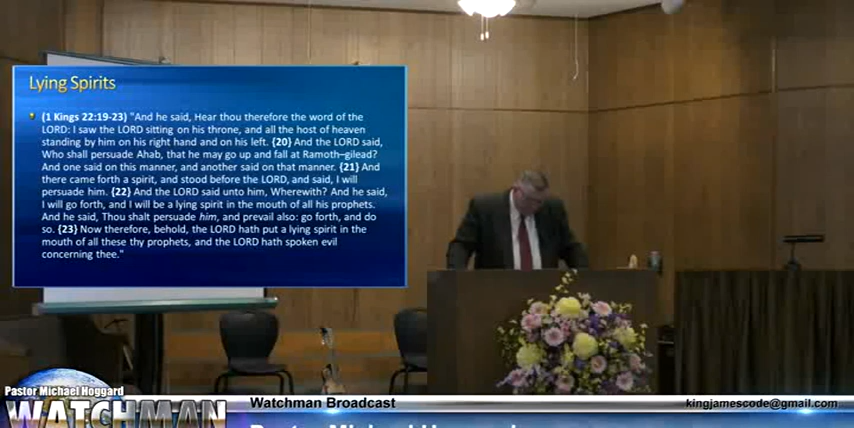 Lying Spirits
(1 Kings 22:19-23) "And he said, Hear thou therefore the word of the
LORD: I saw the LORD sitting on his throne, and all the host of heaven
standing by him on his right hand and on his left. {20} And the LORD said,
Who shall persuade Ahab, that he may go up and fall at Ramoth–gilead?
And one said on this manner, and another said on that manner. {21} And
there came forth a spirit, and stood before the LORD, and said, I will
persuade him. {22} And the LORD said unto him, Wherewith? And he said,
I will go forth, and I will be a lying spirit in the mouth of all his prophets.
And he said, Thou shalt persuade him, and prevail also: go forth, and do
so. {23} Now therefore, behold, the LORD hath put a lying spirit in the
mouth of all these thy prophets, and the LORD hath spoken evil
concerning thee."
Pastor Michael Hoggard
WATCHMAN
Watchman Broadcast
kingjamescode@gmail.com